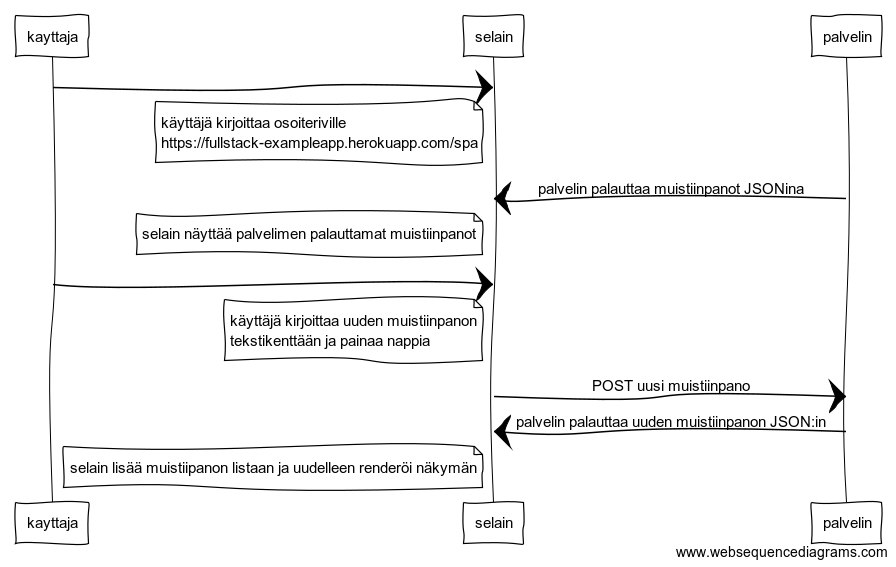 kayttaja
selain
palvelin
käyttäjä kirjoittaa osoiteriville
https://fullstack-exampleapp.herokuapp.com/spa
palvelin palauttaa muistiinpanot JSONina
selain näyttää palvelimen palauttamat muistiinpanot
käyttäjä kirjoittaa uuden muistiinpanon
tekstikenttään ja painaa nappia
POST uusi muistiinpano
palvelin palauttaa uuden muistiinpanon JSON:in
selain lisää muistiipanon listaan ja uudelleen renderöi näkymän
kayttaja
selain
palvelin
www.websequencediagrams.com